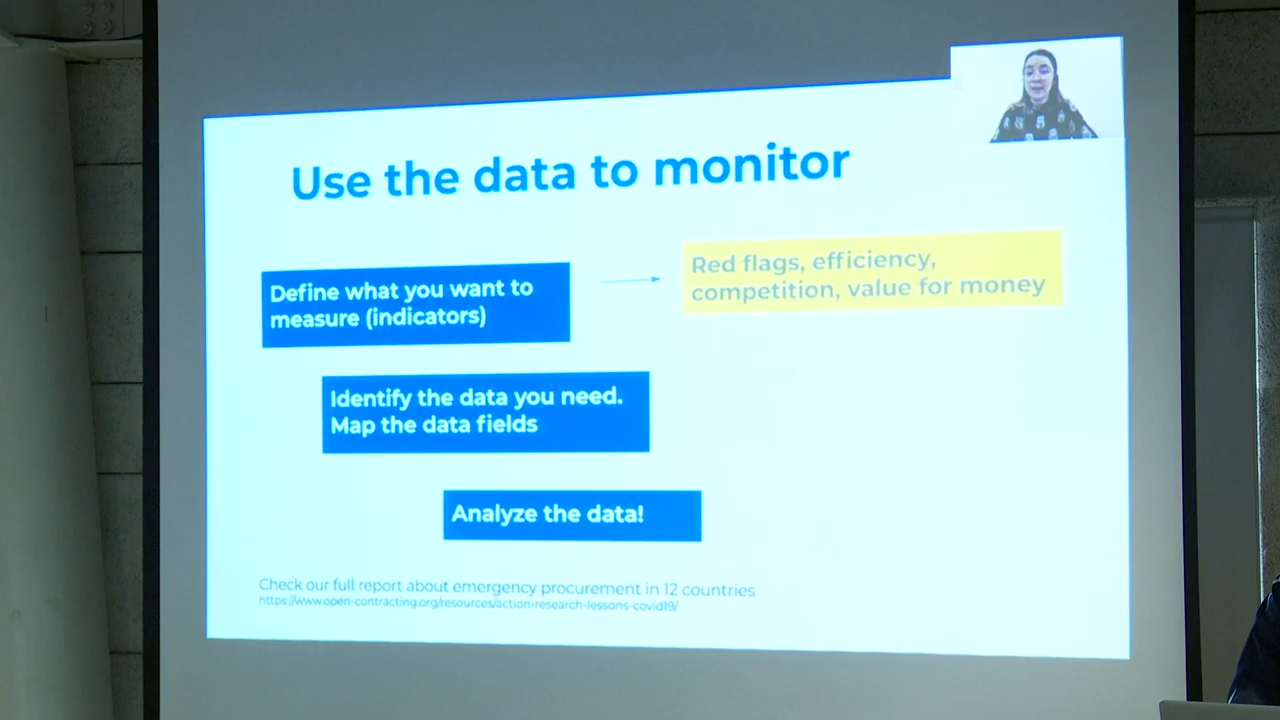 Use the data to monitor
Define what you want to
measure (indicators)
Red flags, efficiency,
competition, value for money
Identify the data you need.
Map the data fields
Analyze the data!
Check our full report about emergency procurement in 12 countries
https://www.open-contracting.org/resources/action-research-lessons-covid19/